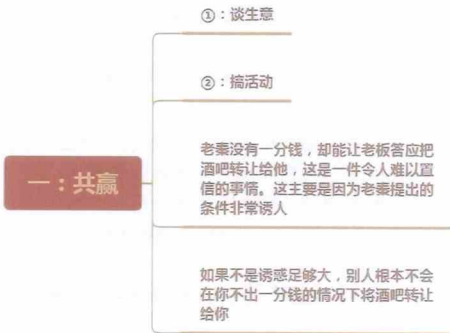 ①：谈生意
②：搞活动
一：共赢
老秦没有一分钱，却能让老板答应把
酒吧转让给他，这是一件令人难以置
信的事情。这主要是因为老秦提出的
条件非常诱人
如果不是诱惑足够大，别人根本不会
在你不出一分钱的情况下将酒吧转让
给你